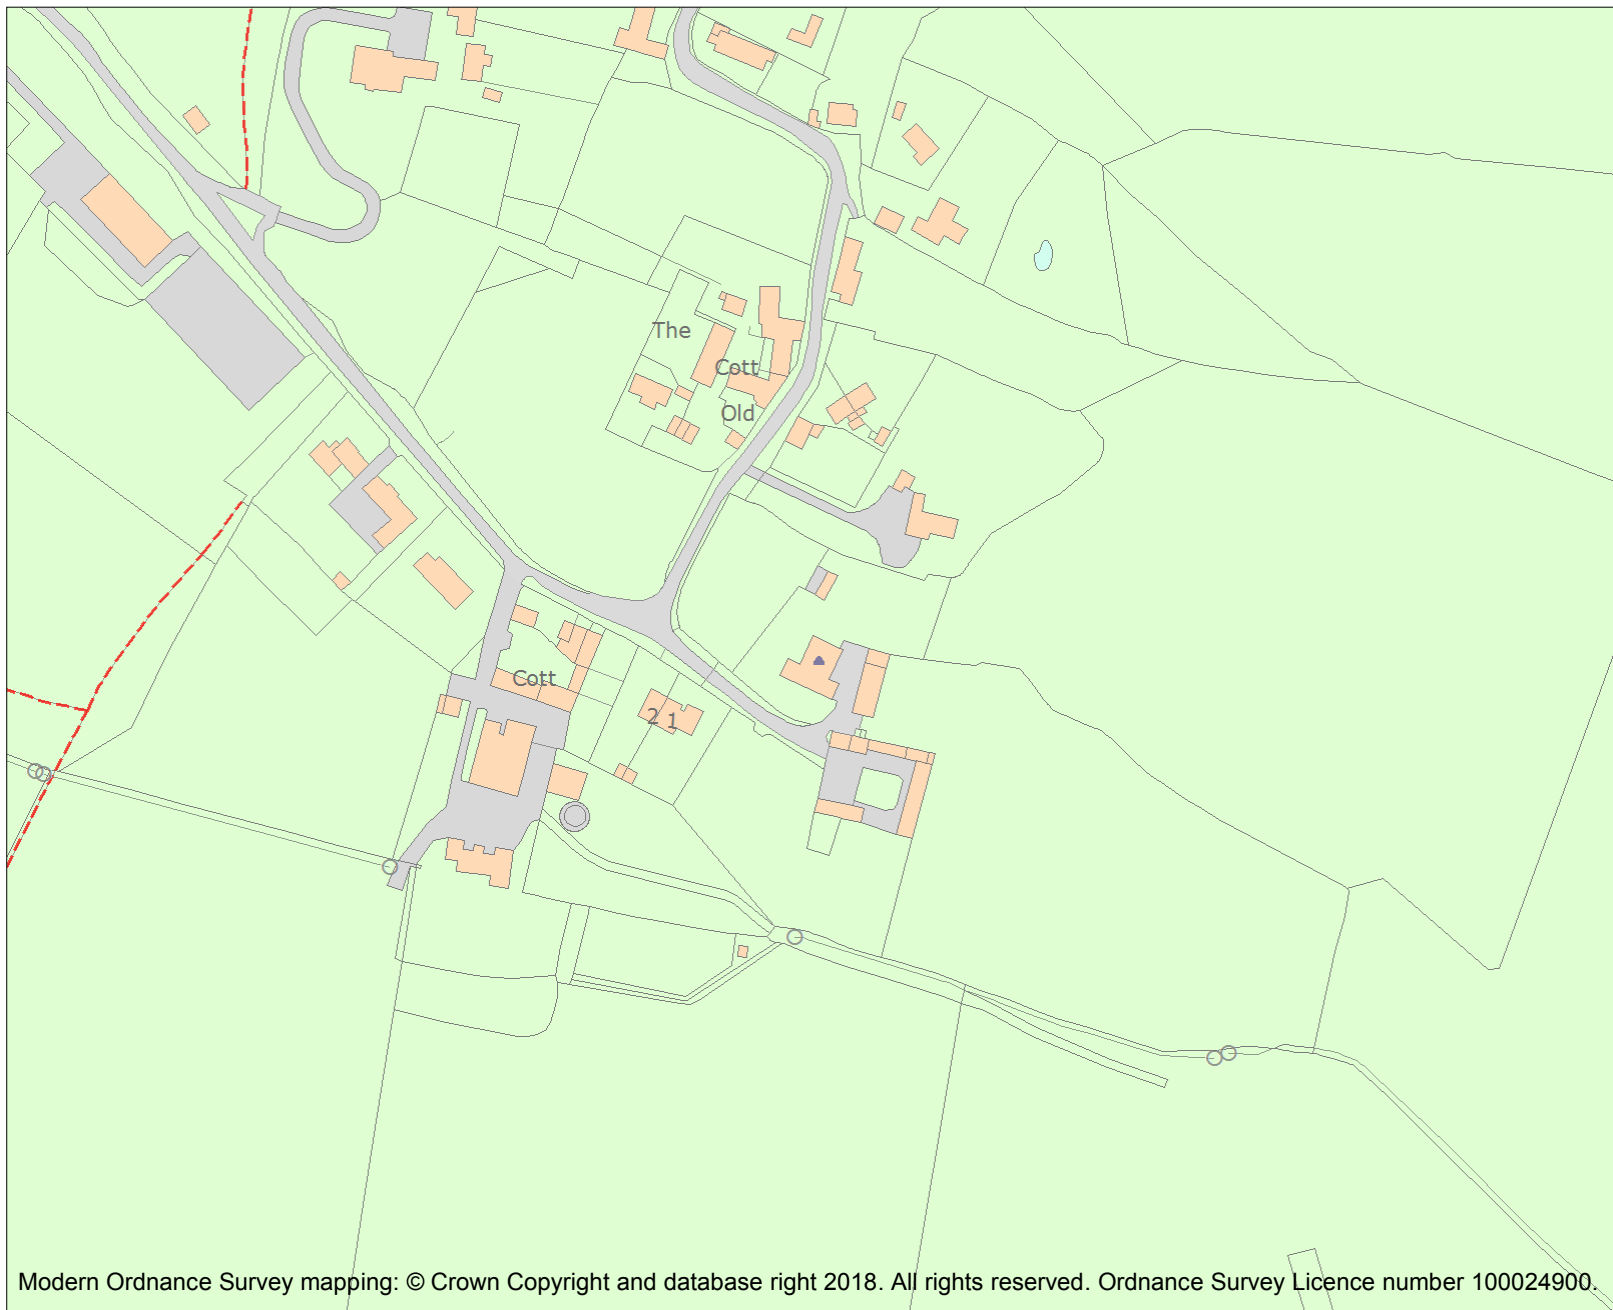 The
Cott
Old
Cott
2 1
Modern Ordnance Survey mapping: © Crown Copyright and database right 2018. All rights reserved. Ordnance Survey Licence number 100024900.